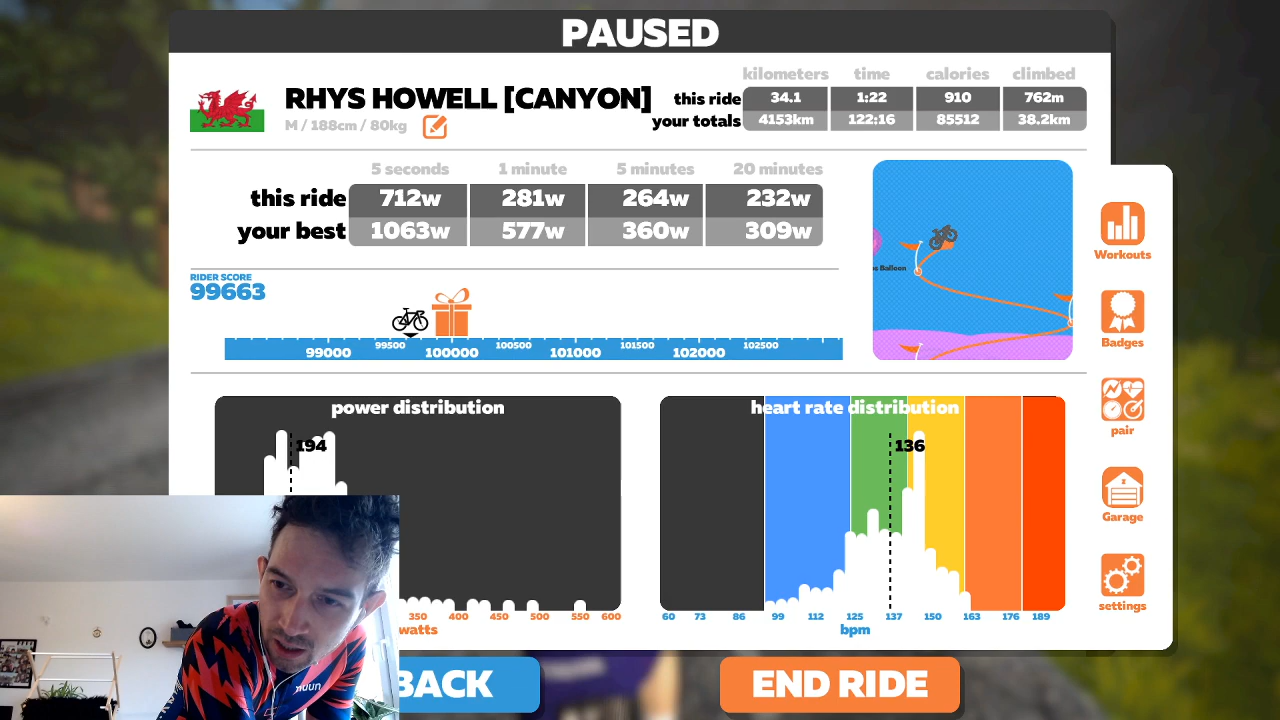 PAUSED
kilometers time calories climbed
RHYS HOWELL [CANYON] this ride 34.1 1:22 910 762m
M / 188cm / 80kg your totals 4153km 122:16 85512 38.2km
5 seconds 1 minute 5 minutes 20 minutes
this ride 712w 281w 264w 232w
your best 1063w 577w 360w 309w
RIDER SCORE
99663
99000 99500 100000 100500 101000 101500 102000 102500
Balloon
Workouts
Badges
pair
Garage
settings
power distribution
194
350 400 450 500 550 600
watts
heart rate distribution
136
60 73 86 99 112 125 137 150 163 176 189
bpm
nuun
BACK
END RIDE